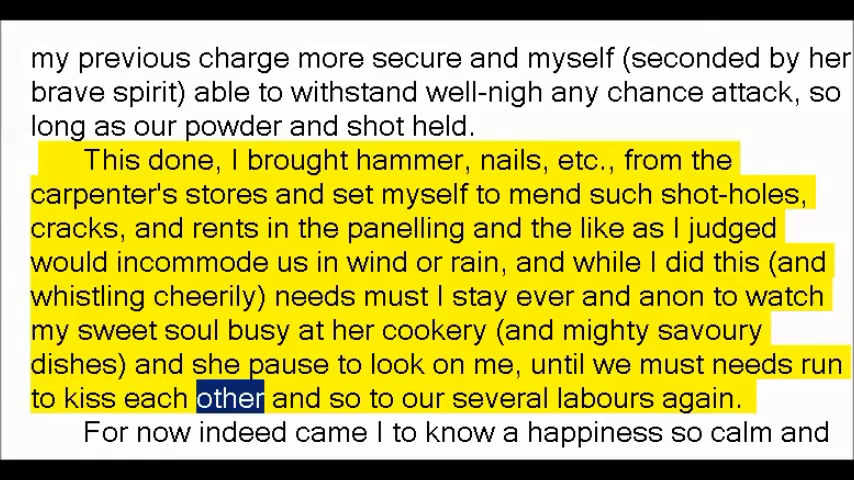 my previous charge more secure and myself (seconded by her
brave spirit) able to withstand well-nigh any chance attack, so
long as our powder and shot held.
This done, I brought hammer, nails, etc., from the
carpenter's stores and set myself to mend such shot-holes,
cracks, and rents in the panelling and the like as I judged
would incommode us in wind or rain, and while I did this (and
whistling cheerily) needs must I stay ever and anon to watch
my sweet soul busy at her cookery (and mighty savoury
dishes) and she pause to look on me, until we must needs run
to kiss each other and so to our several labours again.
For now indeed came I to know a happiness so calm and